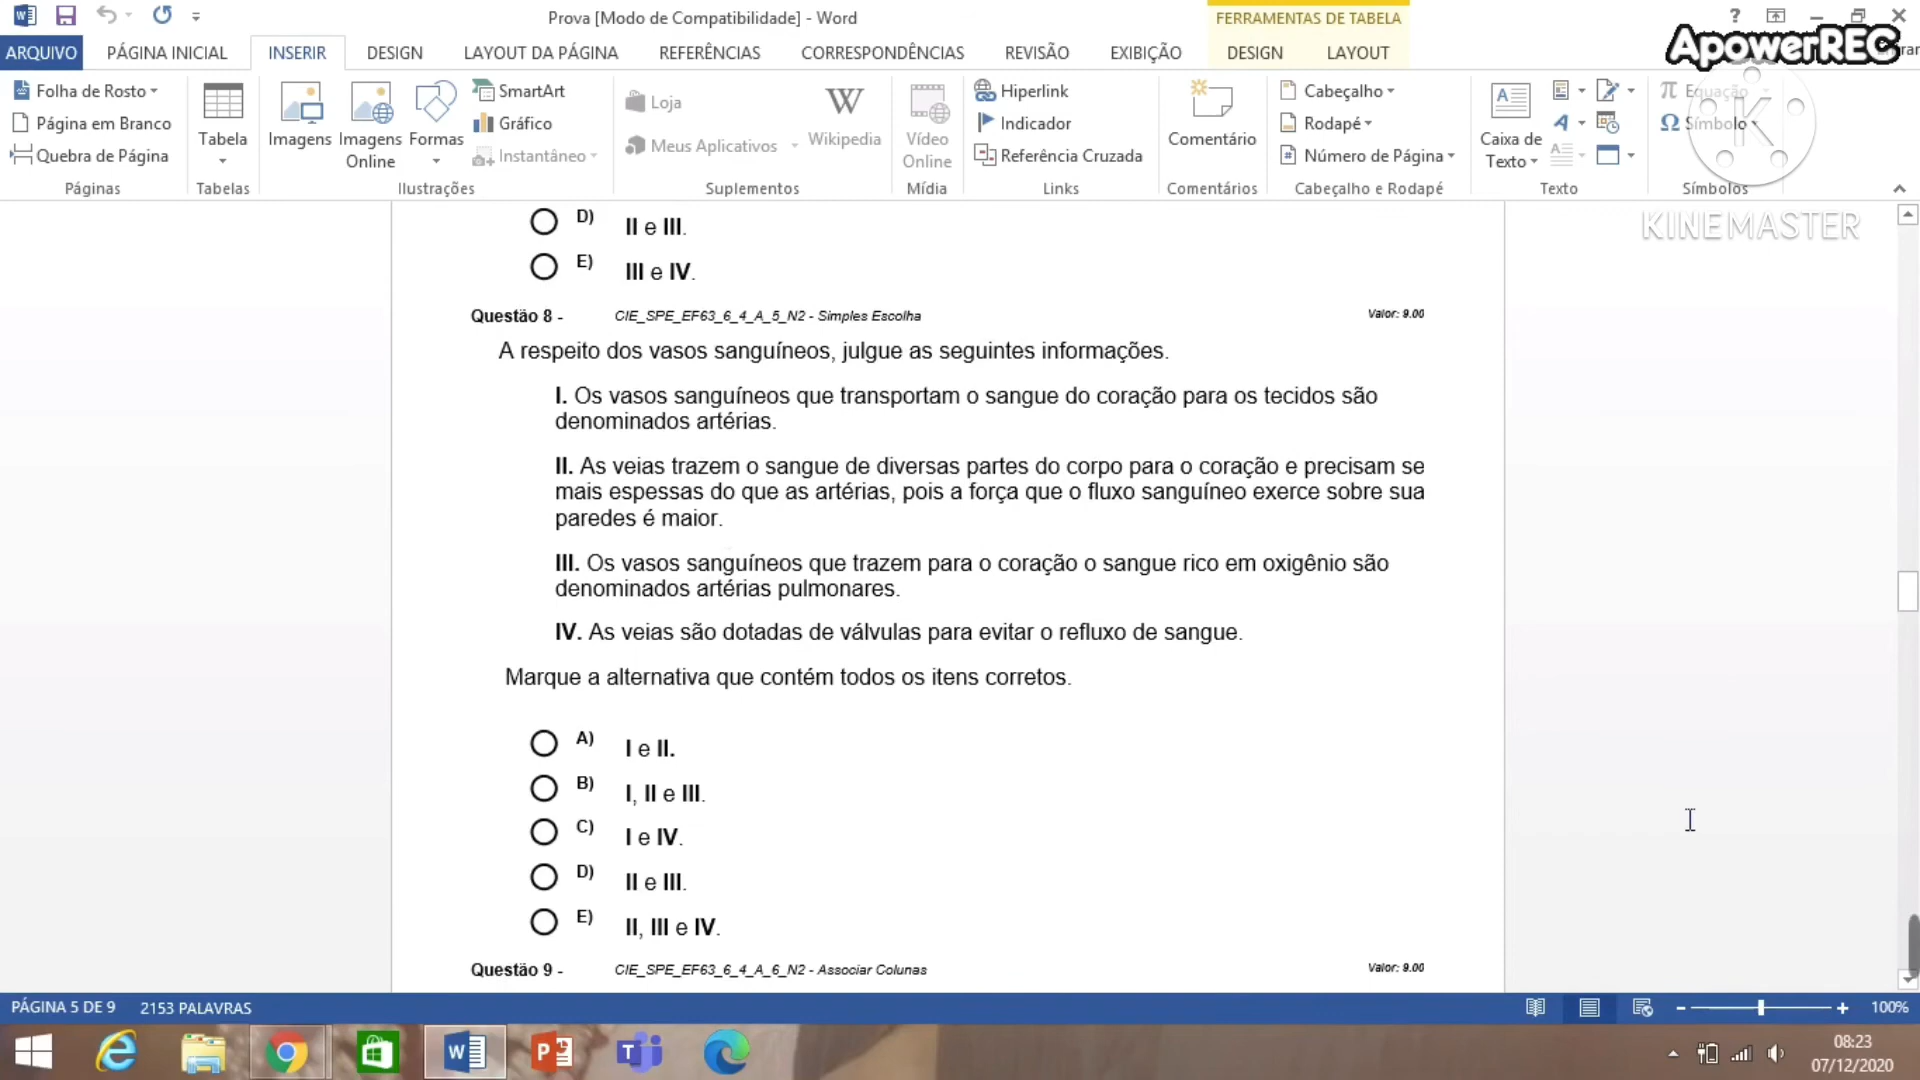 Prova [Modo de Compatibilidade] - Word
FERRAMENTAS DE TABELA
?
ARQUIVO PÁGINA INICIAL INSERIR DESIGN LAYOUT DA PÁGINA REFERÊNCIAS CORRESPONDÊNCIAS REVISÃO EXIBIÇÃO DESIGN LAYOUT
ApowerREC
Folha de Rosto
Página em Branco
Quebra de Página
Páginas
Tabela
Tabelas
Imagens
Imagens Online
Formas
SmartArt
Gráfico
Instantâneo
Ilustrações
Loja
Meus Aplicativos
Wikipedia
Suplementos
Vídeo Online
Mídia
Hiperlink
Indicador
Referência Cruzada
Links
Comentário
Comentários
Cabeçalho
Rodapé
Número de Página
Cabeçalho e Rodapé
Caixa de Texto
Texto
Equação
Símbolo
Símbolos
K
KINEMASTER
D) II e III.
E) III e IV.
Questão 8 - CIE_SPE_EF63_6_4_A_5_N2 - Simples Escolha Valor: 9.00
A respeito dos vasos sanguíneos, julgue as seguintes informações.
I. Os vasos sanguíneos que transportam o sangue do coração para os tecidos são
denominados artérias.
II. As veias trazem o sangue de diversas partes do corpo para o coração e precisam se
mais espessas do que as artérias, pois a força que o fluxo sanguíneo exerce sobre sua
paredes é maior.
III. Os vasos sanguíneos que trazem para o coração o sangue rico em oxigênio são
denominados artérias pulmonares.
IV. As veias são dotadas de válvulas para evitar o refluxo de sangue.
Marque a alternativa que contém todos os itens corretos.
A) I e II.
B) I, II e III.
C) I e IV.
D) II e III.
E) II, III e IV.
Questão 9 - CIE_SPE_EF63_6_4_A_6_N2 - Associar Colunas Valor: 9.00
PÁGINA 5 DE 9 2153 PALAVRAS 100%
08:23
07/12/2020